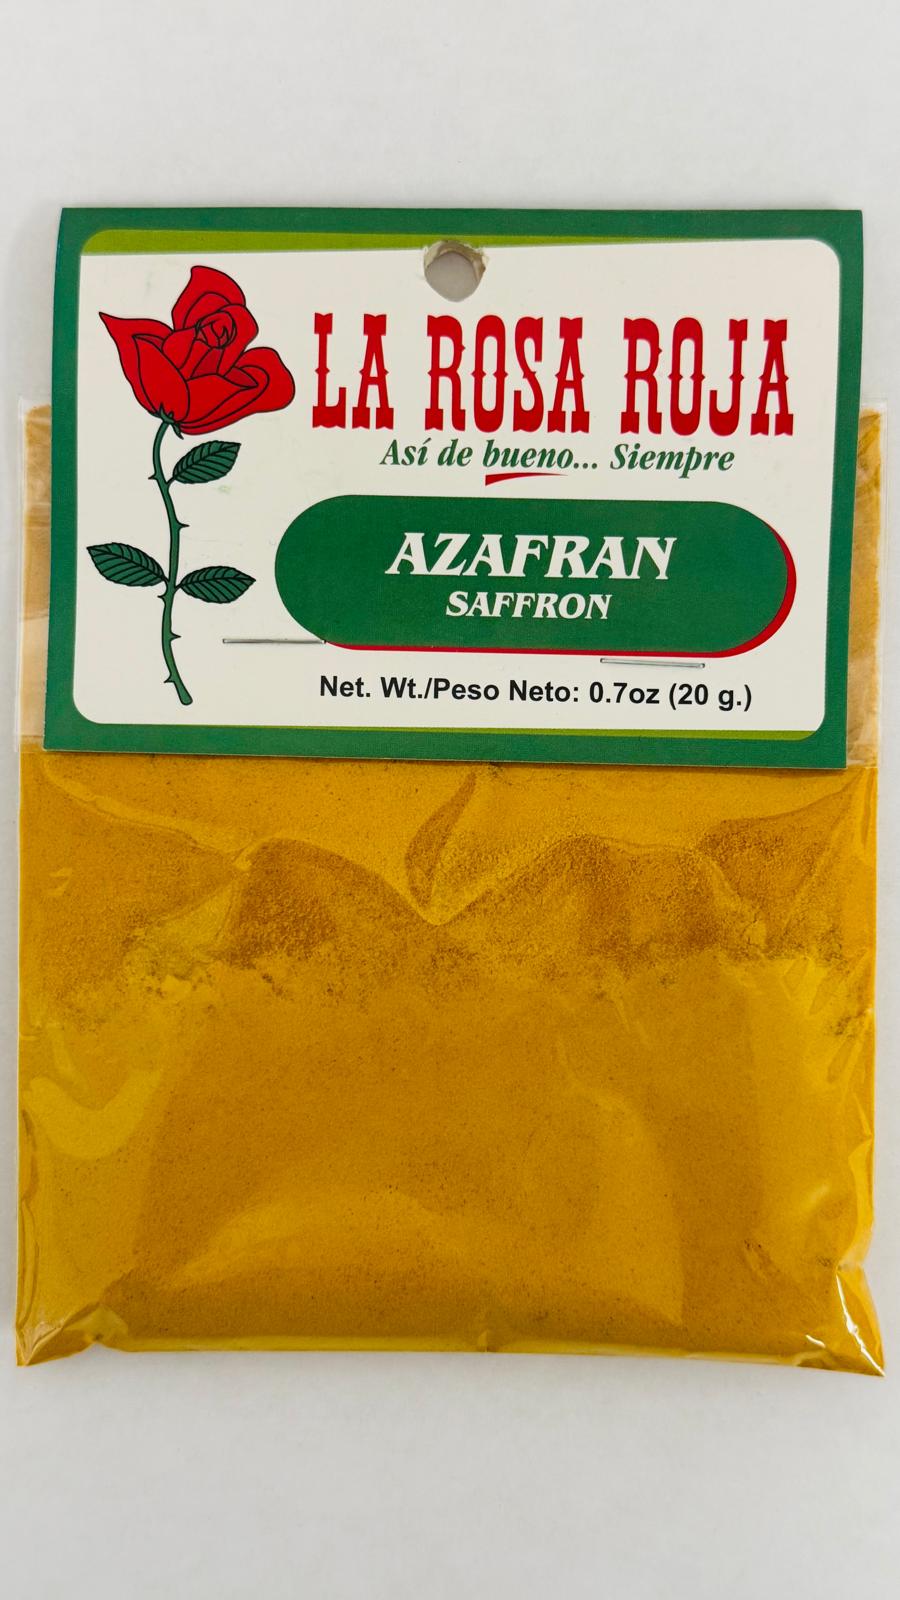 LA ROSA ROJA
Así de bueno... Siempre
AZAFRAN
SAFFRON
Net. Wt./Peso Neto: 0.7oz (20 g.)